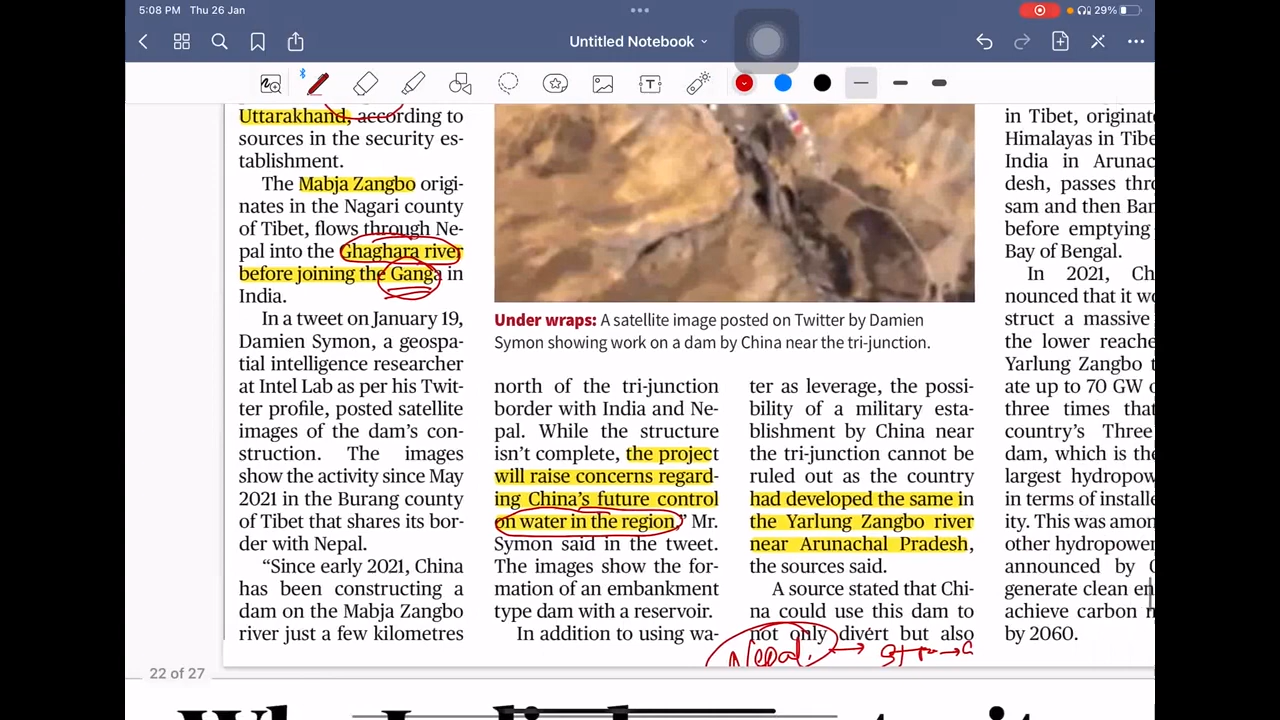 5:08 PM Thu 26 Jan
29%
Untitled Notebook
Uttarakhand, according to
sources in the security es-
tablishment.
The Mabja Zangbo origi-
nates in the Nagari county
of Tibet, flows through Ne-
pal into the Ghaghara river
before joining the Ganga in
India.
In a tweet on January 19,
Damien Symon, a geospa-
tial intelligence researcher
at Intel Lab as per his Twit-
ter profile, posted satellite
images of the dam’s con-
struction. The images
show the activity since May
2021 in the Burang county
of Tibet that shares its bor-
der with Nepal.
“Since early 2021, China
has been constructing a
dam on the Mabja Zangbo
river just a few kilometres
Under wraps: A satellite image posted on Twitter by Damien
Symon showing work on a dam by China near the tri-junction.
north of the tri-junction
border with India and Ne-
pal. While the structure
isn’t complete, the project
will raise concerns regard-
ing China’s future control
on water in the region,” Mr.
Symon said in the tweet.
The images show the for-
mation of an embankment
type dam with a reservoir.
In addition to using wa-
ter as leverage, the possi-
bility of a military esta-
blishment by China near
the tri-junction cannot be
ruled out as the country
had developed the same in
the Yarlung Zangbo river
near Arunachal Pradesh,
the sources said.
A source stated that Chi-
na could use this dam to
not only divert but also
Nepal.
in Tibet, originat
Himalayas in Tibe
India in Arunac
desh, passes thr
sam and then Ban
before emptying
Bay of Bengal.
In 2021, Ch
nounced that it wo
struct a massive
the lower reache
Yarlung Zangbo t
ate up to 70 GW
three times that
country’s Three
dam, which is the
largest hydropow
in terms of installe
ity. This was amon
other hydropower
announced by
generate clean en
achieve carbon n
by 2060.
22 of 27